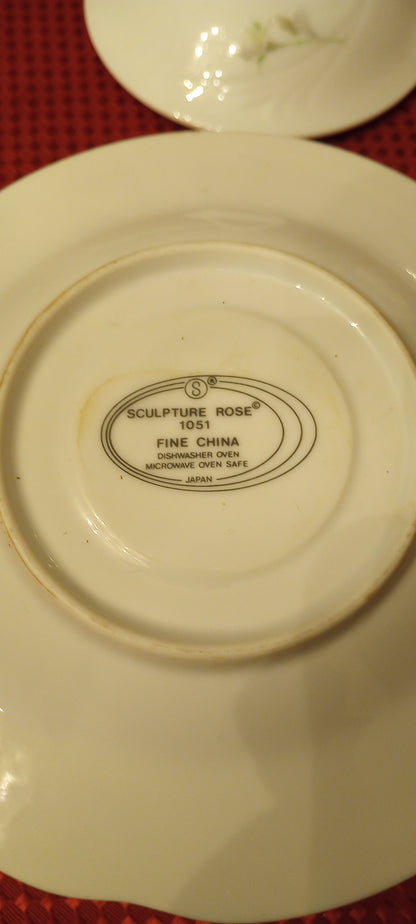 S®
SCULPTURE ROSE©
1051
FINE CHINA
DISHWASHER OVEN
MICROWAVE OVEN SAFE
JAPAN